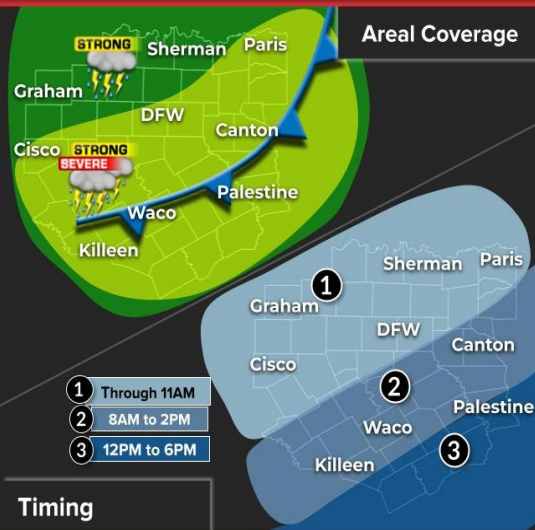 Areal Coverage
STRONG
Sherman
Paris
Graham
DFW
Canton
Cisco
STRONG
SEVERE
Palestine
Waco
Killeen
1
Sherman
Paris
Graham
DFW
Canton
Cisco
2
Palestine
Waco
3
Killeen
1 Through 11AM
2 8AM to 2PM
3 12PM to 6PM
Timing